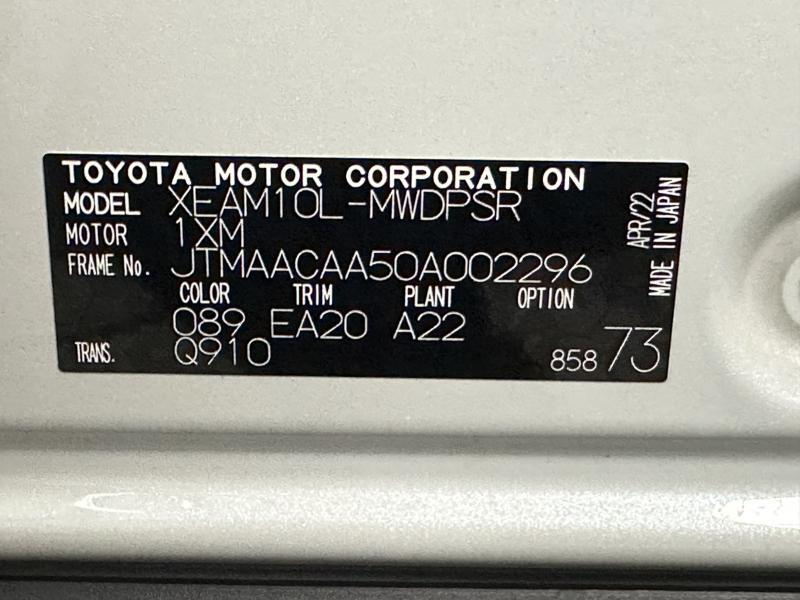 TOYOTA MOTOR CORPORATION
MODEL XEAM10L-MWDPSR
MOTOR 1XM
FRAME No. JTMAACAA50A002296
COLOR TRIM PLANT OPTION
089 EA20 A22
TRANS. Q910
858 73
APR/22
MADE IN JAPAN